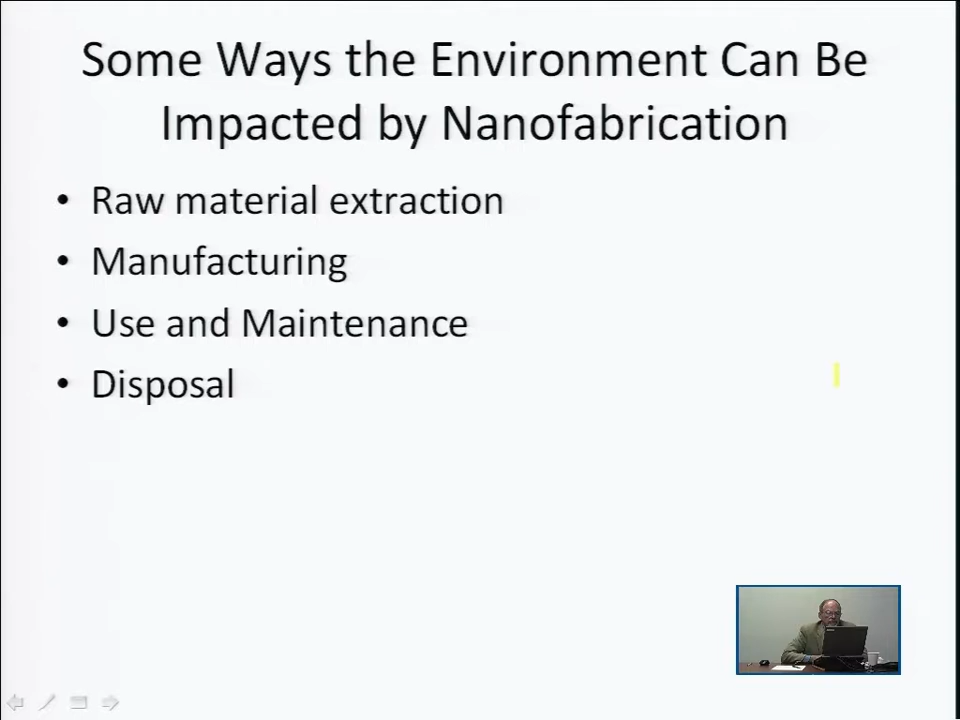 Some Ways the Environment Can Be
Impacted by Nanofabrication
• Raw material extraction
• Manufacturing
• Use and Maintenance
• Disposal